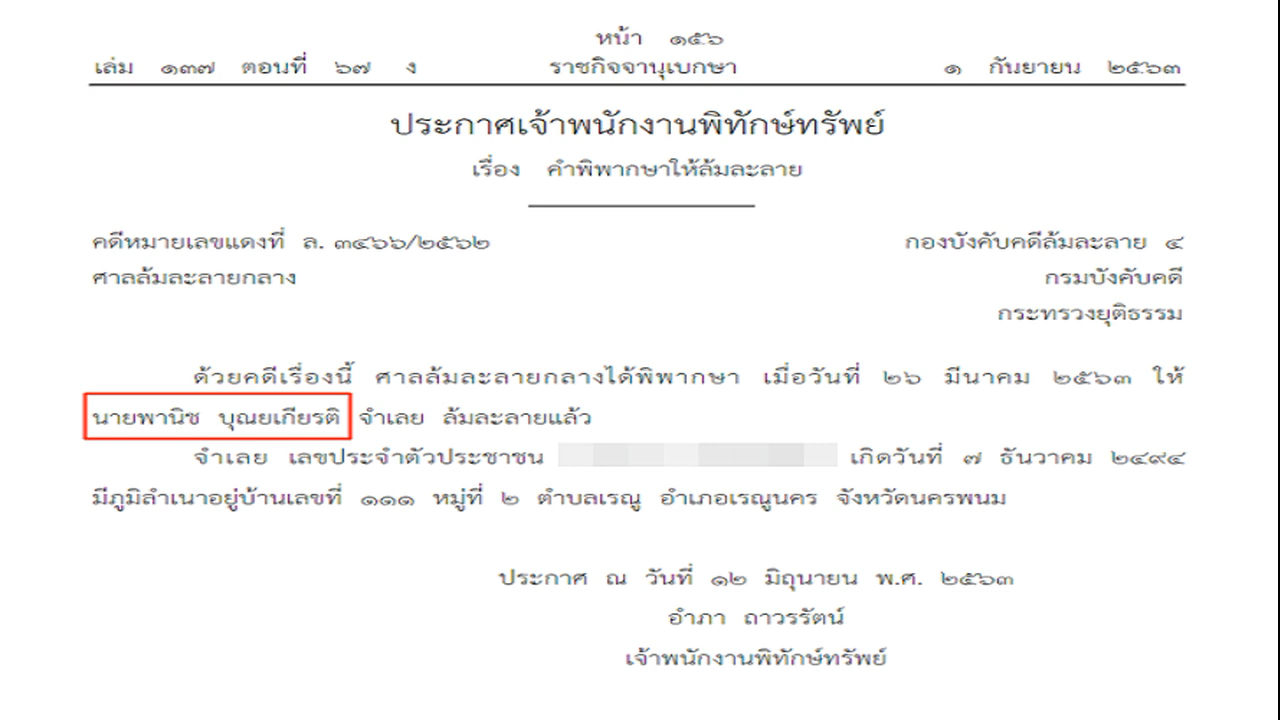 หน้า ๑๕๖
เล่ม ๑๓๗ ตอนที่ ๖๗ ง ราชกิจจานุเบกษา ๑ กันยายน ๒๕๖๓
ประกาศเจ้าพนักงานพิทักษ์ทรัพย์
เรื่อง คำพิพากษาให้ล้มละลาย
คดีหมายเลขแดงที่ ล. ๓๔๖๖/๒๕๖๒ กองบังคับคดีล้มละลาย ๔
ศาลล้มละลายกลาง กรมบังคับคดี
กระทรวงยุติธรรม
ด้วยคดีเรื่องนี้ ศาลล้มละลายกลางได้พิพากษา เมื่อวันที่ ๒๖ มีนาคม ๒๕๖๓ ให้
นายพานิช บุณยเกียรติ จำเลย ล้มละลายแล้ว
จำเลย เลขประจำตัวประชาชน เกิดวันที่ ๗ ธันวาคม ๒๔๙๔
มีภูมิลำเนาอยู่บ้านเลขที่ ๑๑๑ หมู่ที่ ๒ ตำบลเรณู อำเภอเรณูนคร จังหวัดนครพนม
ประกาศ ณ วันที่ ๑๒ มิถุนายน พ.ศ. ๒๕๖๓
อำภา ถาวรรัตน์
เจ้าพนักงานพิทักษ์ทรัพย์